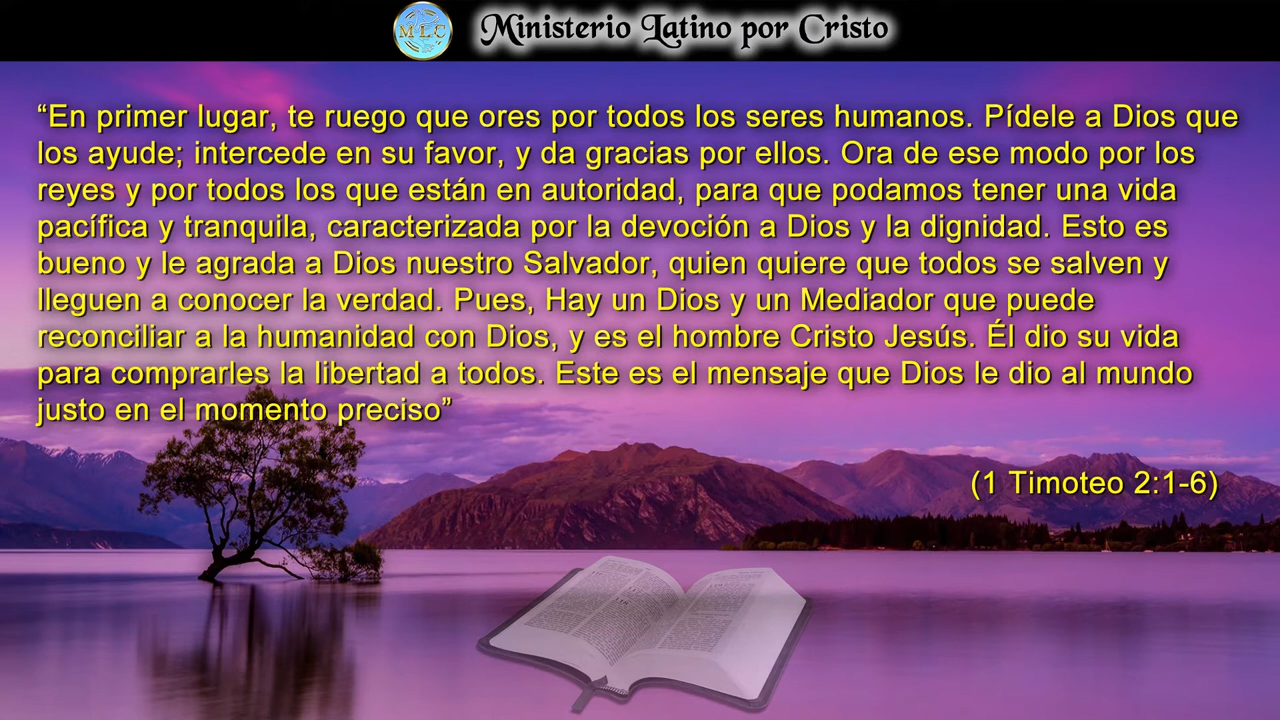 MLC
Ministerio Latino por Cristo
“En primer lugar, te ruego que ores por todos los seres humanos. Pídele a Dios que
los ayude; intercede en su favor, y da gracias por ellos. Ora de ese modo por los
reyes y por todos los que están en autoridad, para que podamos tener una vida
pacífica y tranquila, caracterizada por la devoción a Dios y la dignidad. Esto es
bueno y le agrada a Dios nuestro Salvador, quien quiere que todos se salven y
lleguen a conocer la verdad. Pues, Hay un Dios y un Mediador que puede
reconciliar a la humanidad con Dios, y es el hombre Cristo Jesús. Él dio su vida
para comprarles la libertad a todos. Este es el mensaje que Dios le dio al mundo
justo en el momento preciso”
(1 Timoteo 2:1-6)